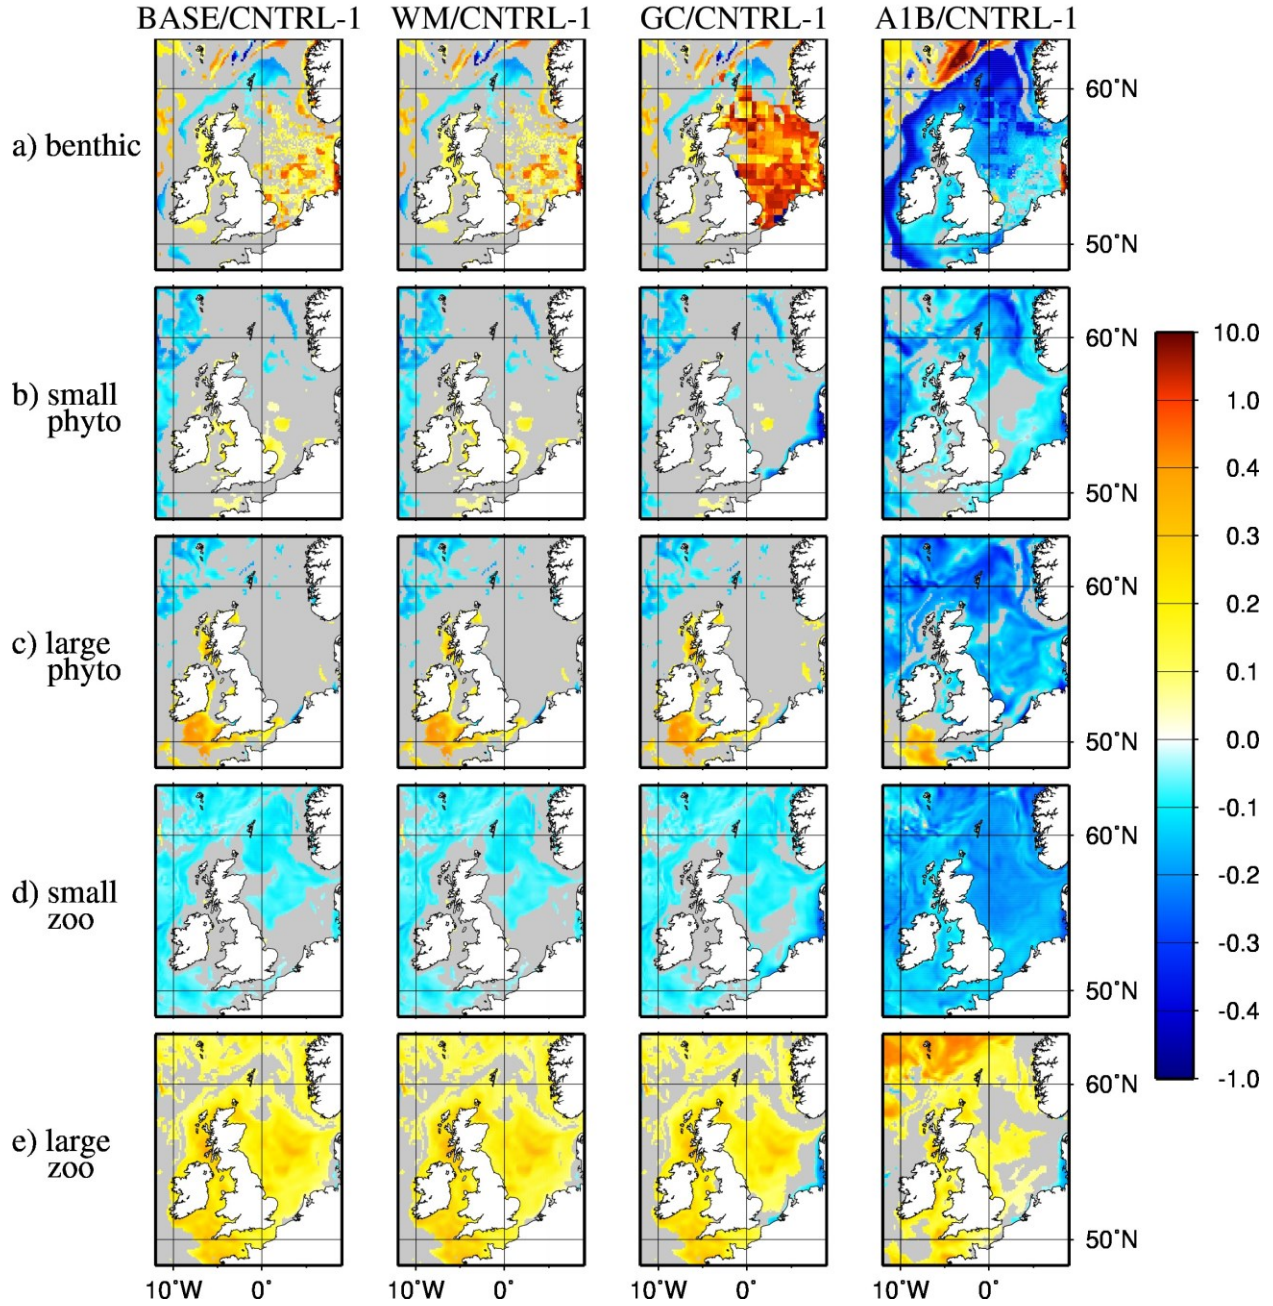 BASE/CNTRL-1 WM/CNTRL-1 GC/CNTRL-1 A1B/CNTRL-1
a) benthic
60°N
50°N
b) small
phyto
60°N
50°N
c) large
phyto
60°N
50°N
d) small
zoo
60°N
50°N
e) large
zoo
60°N
50°N
10°W 0° 10°W 0° 10°W 0° 10°W 0°
10.0
1.0
0.4
0.3
0.2
0.1
0.0
-0.1
-0.2
-0.3
-0.4
-1.0